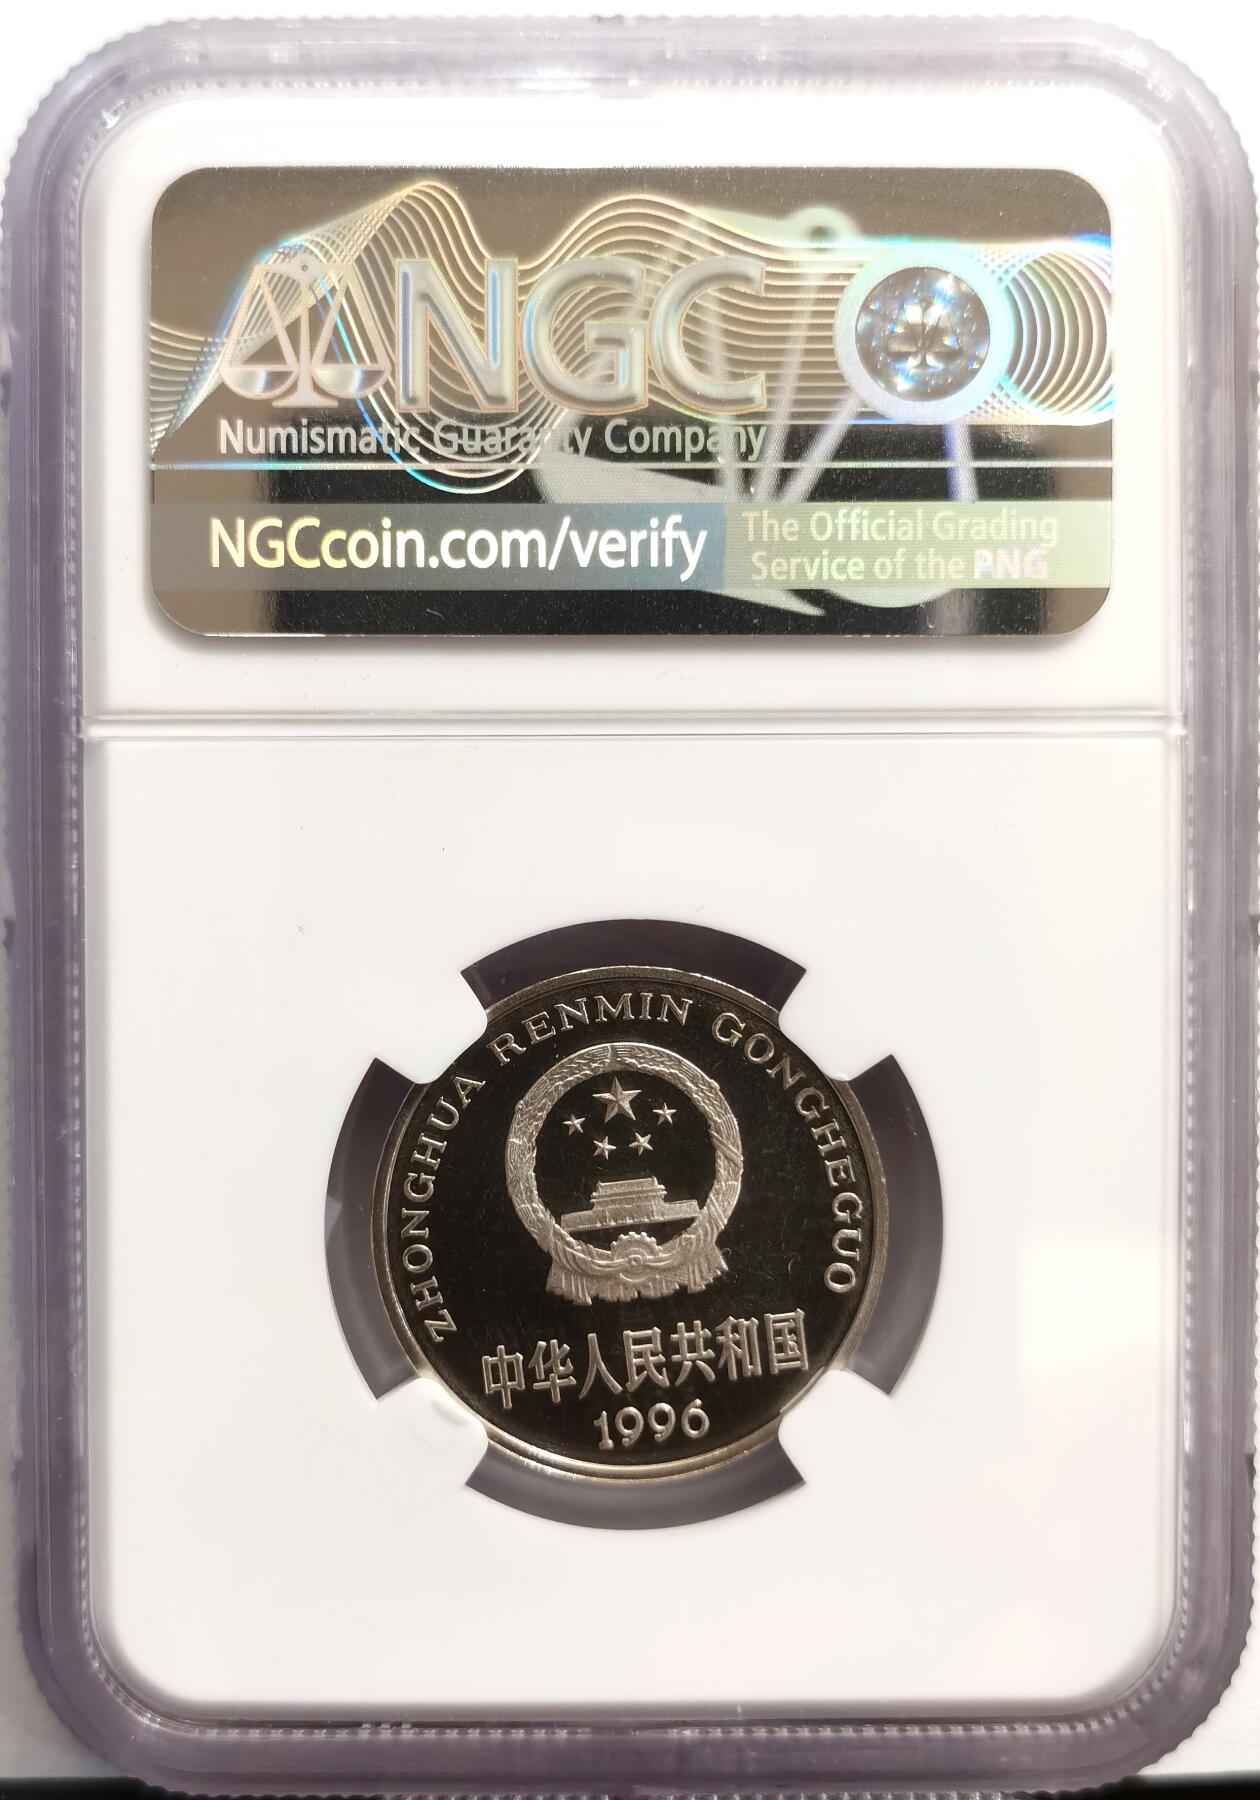 NGC
Numismatic Guaranty Company
NGCcoin.com/verify
The Official Grading
Service of the PNG
ZHONGHUA RENMIN GONGHEGUO
中华人民共和国
1996